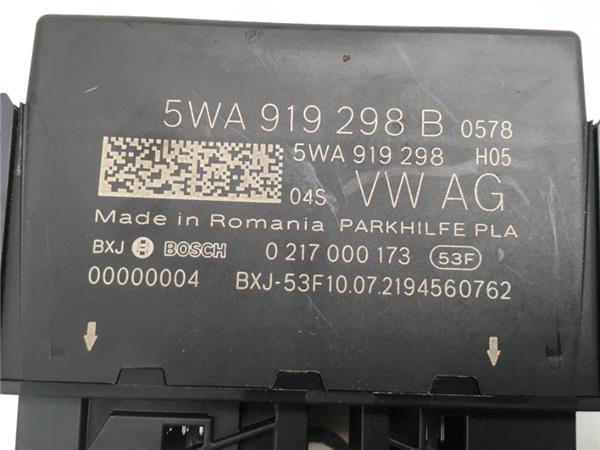 5WA 919 298 B 0578
5WA 919 298 H05
04S VW AG
Made in Romania PARKHILFE PLA
BXJ BOSCH 0 217 000 173 53F
00000004 BXJ-53F10.07.2194560762